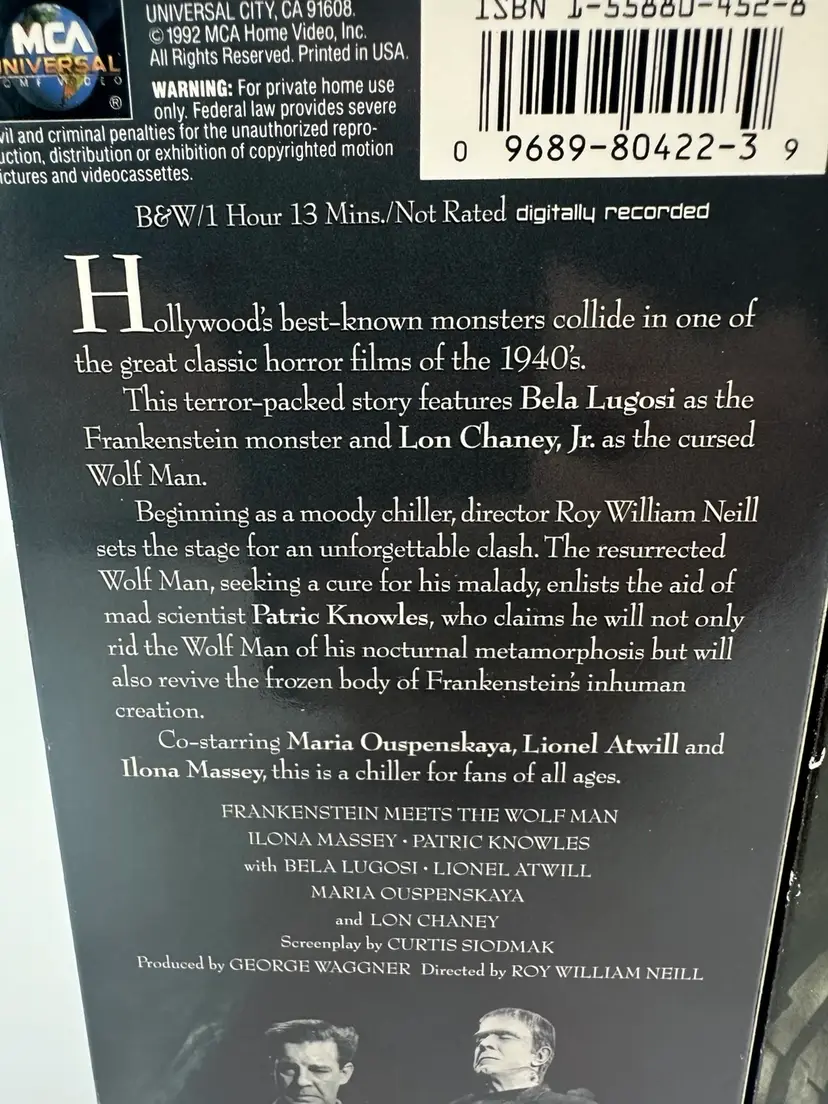 MCA
UNIVERSAL
®
UNIVERSAL CITY, CA 91608.
© 1992 MCA Home Video, Inc.
All Rights Reserved. Printed in USA.
WARNING: For private home use
only. Federal law provides severe
vil and criminal penalties for the unauthorized repro-
uction, distribution or exhibition of copyrighted motion
ictures and videocassettes.
ISBN 1-55880-452-8
0 9689-80422-3 9
B&W/1 Hour 13 Mins./Not Rated digitally recorded
Hollywood's best-known monsters collide in one of
the great classic horror films of the 1940's.
This terror-packed story features Bela Lugosi as the
Frankenstein monster and Lon Chaney, Jr. as the cursed
Wolf Man.
Beginning as a moody chiller, director Roy William Neill
sets the stage for an unforgettable clash. The resurrected
Wolf Man, seeking a cure for his malady, enlists the aid of
mad scientist Patric Knowles, who claims he will not only
rid the Wolf Man of his nocturnal metamorphosis but will
also revive the frozen body of Frankenstein's inhuman
creation.
Co-starring Maria Ouspenskaya, Lionel Atwill and
Ilona Massey, this is a chiller for fans of all ages.
FRANKENSTEIN MEETS THE WOLF MAN
ILONA MASSEY · PATRIC KNOWLES
with BELA LUGOSI · LIONEL ATWILL
MARIA OUSPENSKAYA
and LON CHANEY
Screenplay by CURTIS SIODMAK
Produced by GEORGE WAGGNER Directed by ROY WILLIAM NEILL